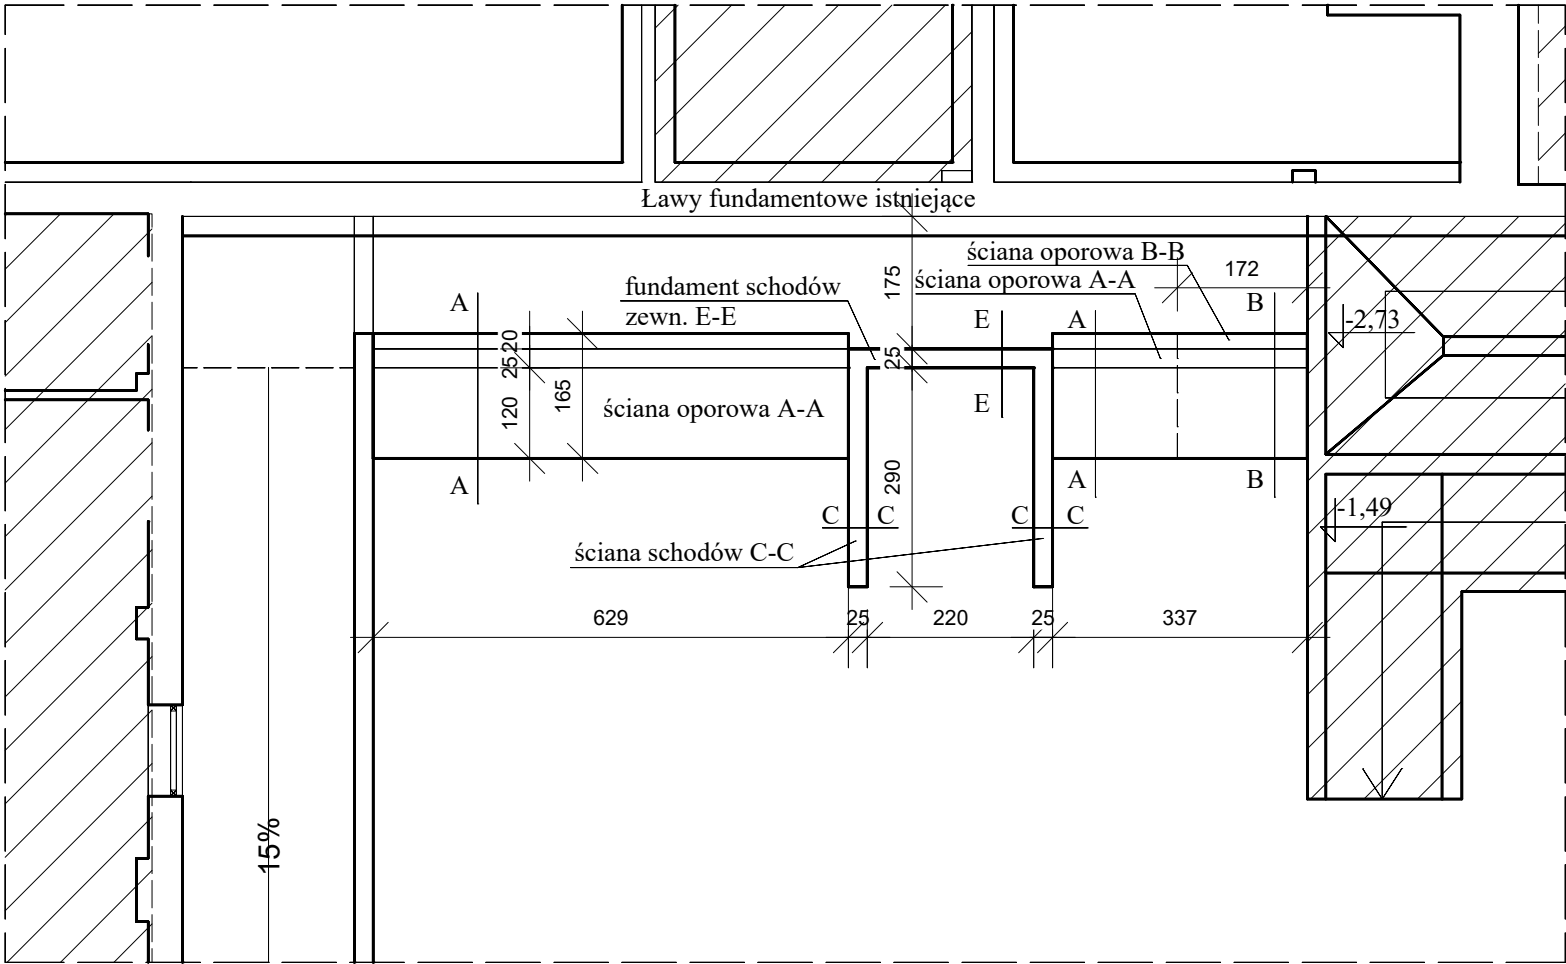 Ławy fundamentowe istniejące
ściana oporowa B-B
ściana oporowa A-A
172
175
fundament schodów
zewn. E-E
A
E
A
B
-2,73
20
25
25
120
165
ściana oporowa A-A
E
A
A
B
290
C
C
C
C
-1,49
ściana schodów C-C
629
25
220
25
337
15%